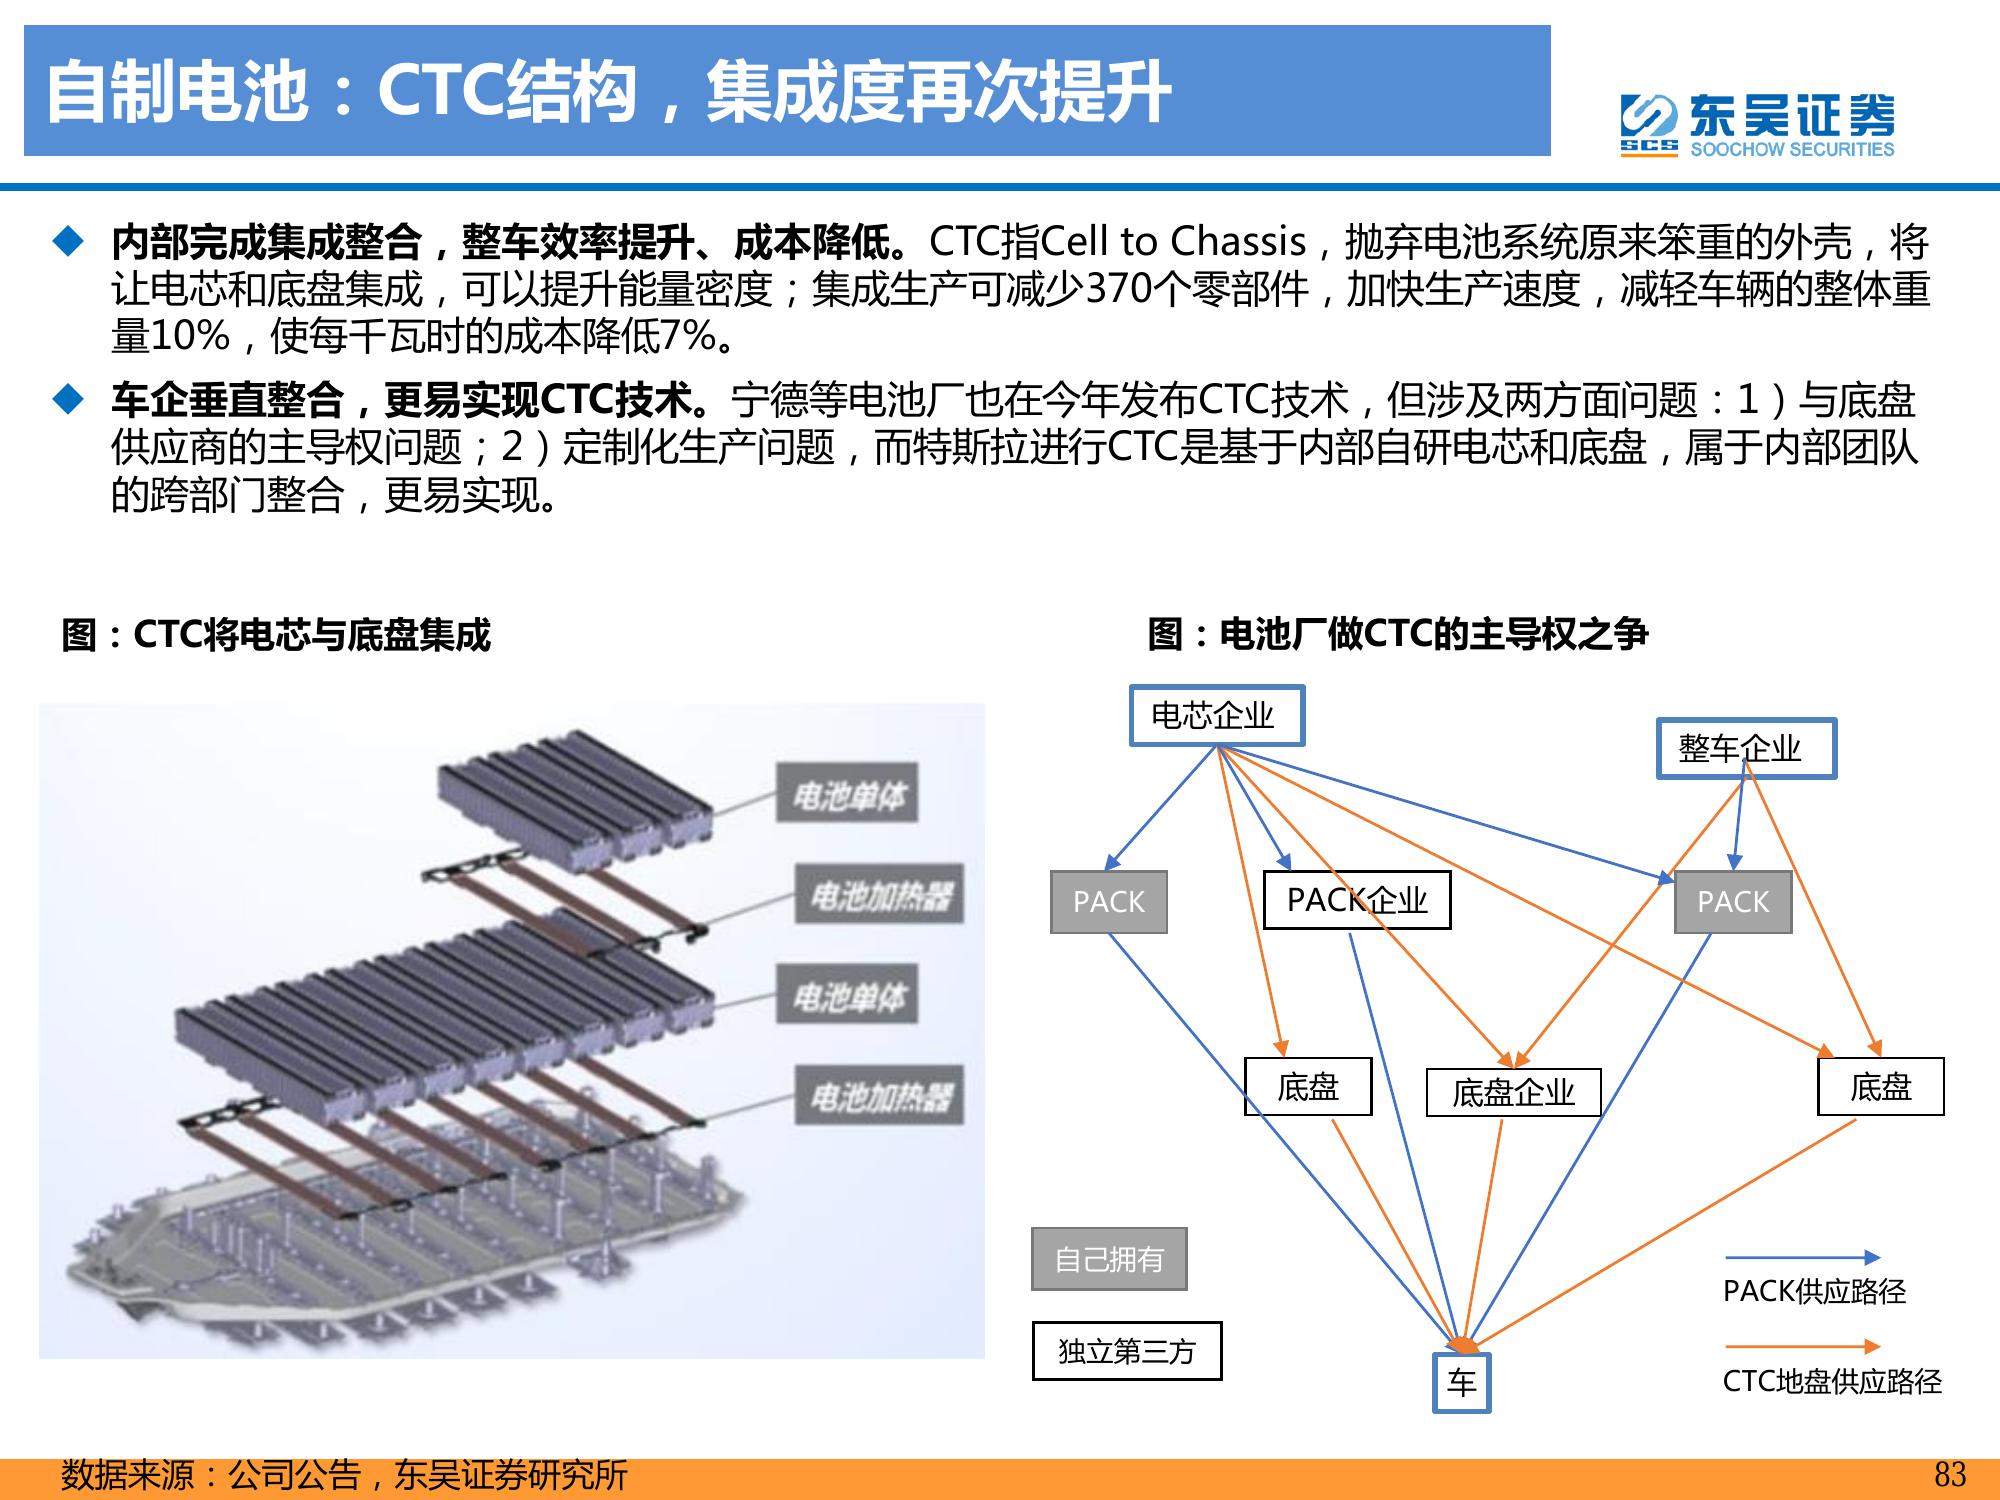 自制电池：CTC结构，集成度再次提升
东吴证券
SCS
SOOCHOW SECURITIES
内部完成集成整合，整车效率提升、成本降低。CTC指Cell to Chassis，抛弃电池系统原来笨重的外壳，将
让电芯和底盘集成，可以提升能量密度；集成生产可减少370个零部件，加快生产速度，减轻车辆的整体重
量10%，使每千瓦时的成本降低7%。
车企垂直整合，更易实现CTC技术。宁德等电池厂也在今年发布CTC技术，但涉及两方面问题：1）与底盘
供应商的主导权问题；2）定制化生产问题，而特斯拉进行CTC是基于内部自研电芯和底盘，属于内部团队
的跨部门整合，更易实现。
图：CTC将电芯与底盘集成
电池单体
电池加热器
电池单体
电池加热器
图：电池厂做CTC的主导权之争
电芯企业
整车企业
PACK
PACK企业
PACK
底盘
底盘企业
底盘
自己拥有
独立第三方
车
PACK供应路径
CTC地盘供应路径
数据来源：公司公告，东吴证券研究所
83